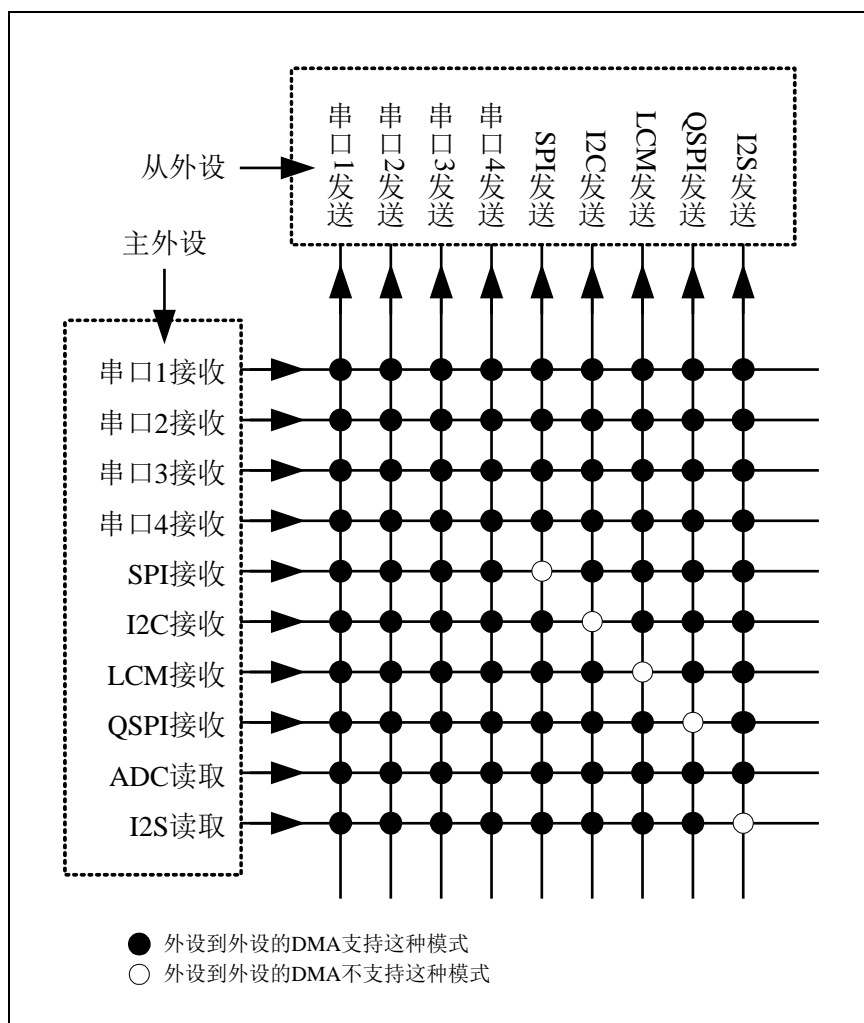 从外设
串口1发送
串口2发送
串口3发送
串口4发送
SPI发送
I2C发送
LCM发送
QSPI发送
I2S发送
主外设
串口1接收
串口2接收
串口3接收
串口4接收
SPI接收
I2C接收
LCM接收
QSPI接收
ADC读取
I2S读取
外设到外设的DMA支持这种模式
外设到外设的DMA不支持这种模式